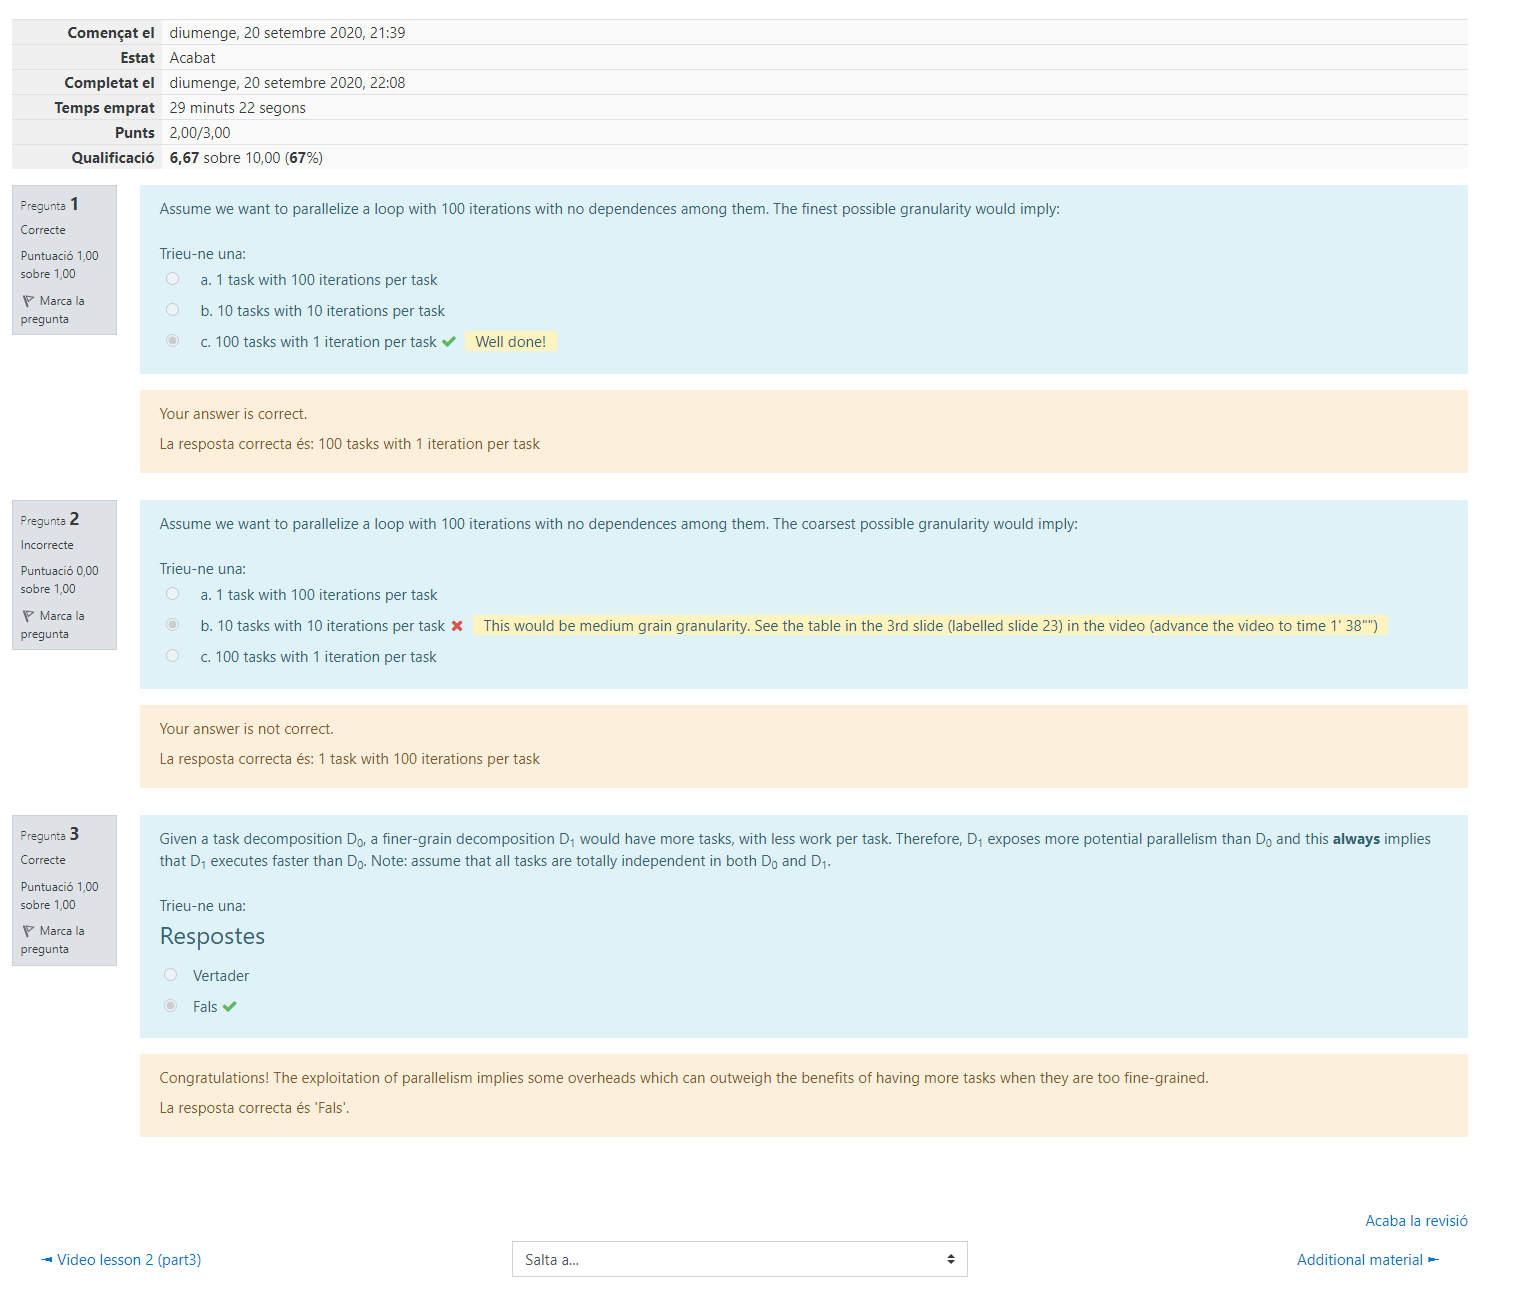 Començat el diumenge, 20 setembre 2020, 21:39
Estat Acabat
Completat el diumenge, 20 setembre 2020, 22:08
Temps emprat 29 minuts 22 segons
Punts 2,00/3,00
Qualificació 6,67 sobre 10,00 (67%)
Pregunta 1
Correcte
Puntuació 1,00
sobre 1,00
Marca la
pregunta
Assume we want to parallelize a loop with 100 iterations with no dependences among them. The finest possible granularity would imply:
Trieu-ne una:
a. 1 task with 100 iterations per task
b. 10 tasks with 10 iterations per task
c. 100 tasks with 1 iteration per task Well done!
Your answer is correct.
La resposta correcta és: 100 tasks with 1 iteration per task
Pregunta 2
Incorrecte
Puntuació 0,00
sobre 1,00
Marca la
pregunta
Assume we want to parallelize a loop with 100 iterations with no dependences among them. The coarsest possible granularity would imply:
Trieu-ne una:
a. 1 task with 100 iterations per task
b. 10 tasks with 10 iterations per task This would be medium grain granularity. See the table in the 3rd slide (labelled slide 23) in the video (advance the video to time 1' 38"")
c. 100 tasks with 1 iteration per task
Your answer is not correct.
La resposta correcta és: 1 task with 100 iterations per task
Pregunta 3
Correcte
Puntuació 1,00
sobre 1,00
Marca la
pregunta
Given a task decomposition D₀, a finer-grain decomposition D₁ would have more tasks, with less work per task. Therefore, D₁ exposes more potential parallelism than D₀ and this always implies
that D₁ executes faster than D₀. Note: assume that all tasks are totally independent in both D₀ and D₁.
Trieu-ne una:
Respostes
Vertader
Fals
Congratulations! The exploitation of parallelism implies some overheads which can outweigh the benefits of having more tasks when they are too fine-grained.
La resposta correcta és 'Fals'.
Acaba la revisió
◄ Video lesson 2 (part3)
Salta a...
Additional material ►